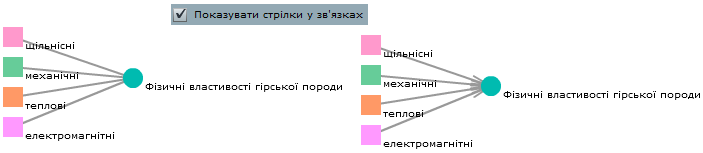 Показувати стрілки у зв'язках
щільнісні
механічні
Фізичні властивості гірської породи
теплові
електромагнітні
щільнісні
механічні
Фізичні властивості гірської породи
теплові
електромагнітні